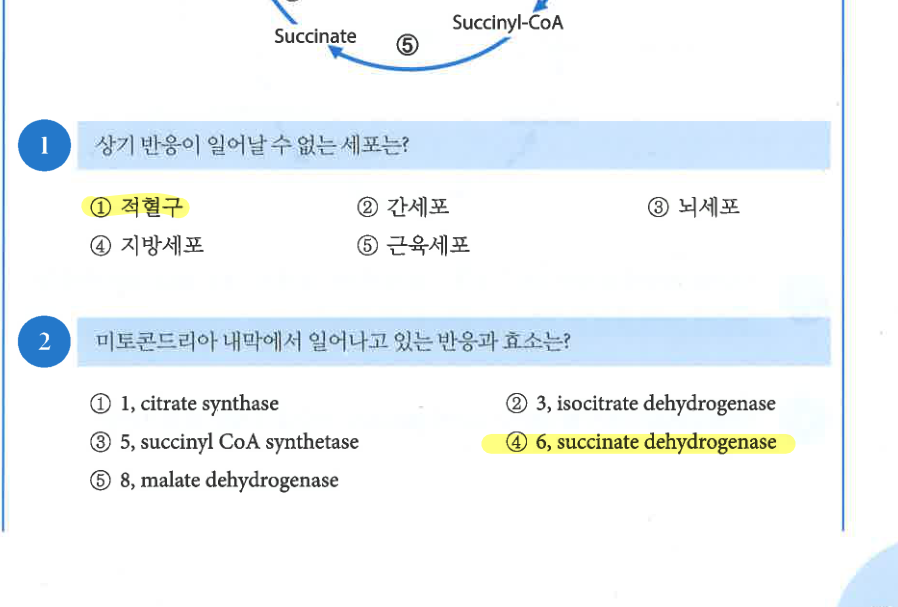 Succinate
Succinyl-CoA
⑤
1 상기 반응이 일어날 수 없는 세포는?
① 적혈구 ② 간세포 ③ 뇌세포
④ 지방세포 ⑤ 근육세포
2 미토콘드리아 내막에서 일어나고 있는 반응과 효소는?
① 1, citrate synthase ② 3, isocitrate dehydrogenase
③ 5, succinyl CoA synthetase ④ 6, succinate dehydrogenase
⑤ 8, malate dehydrogenase